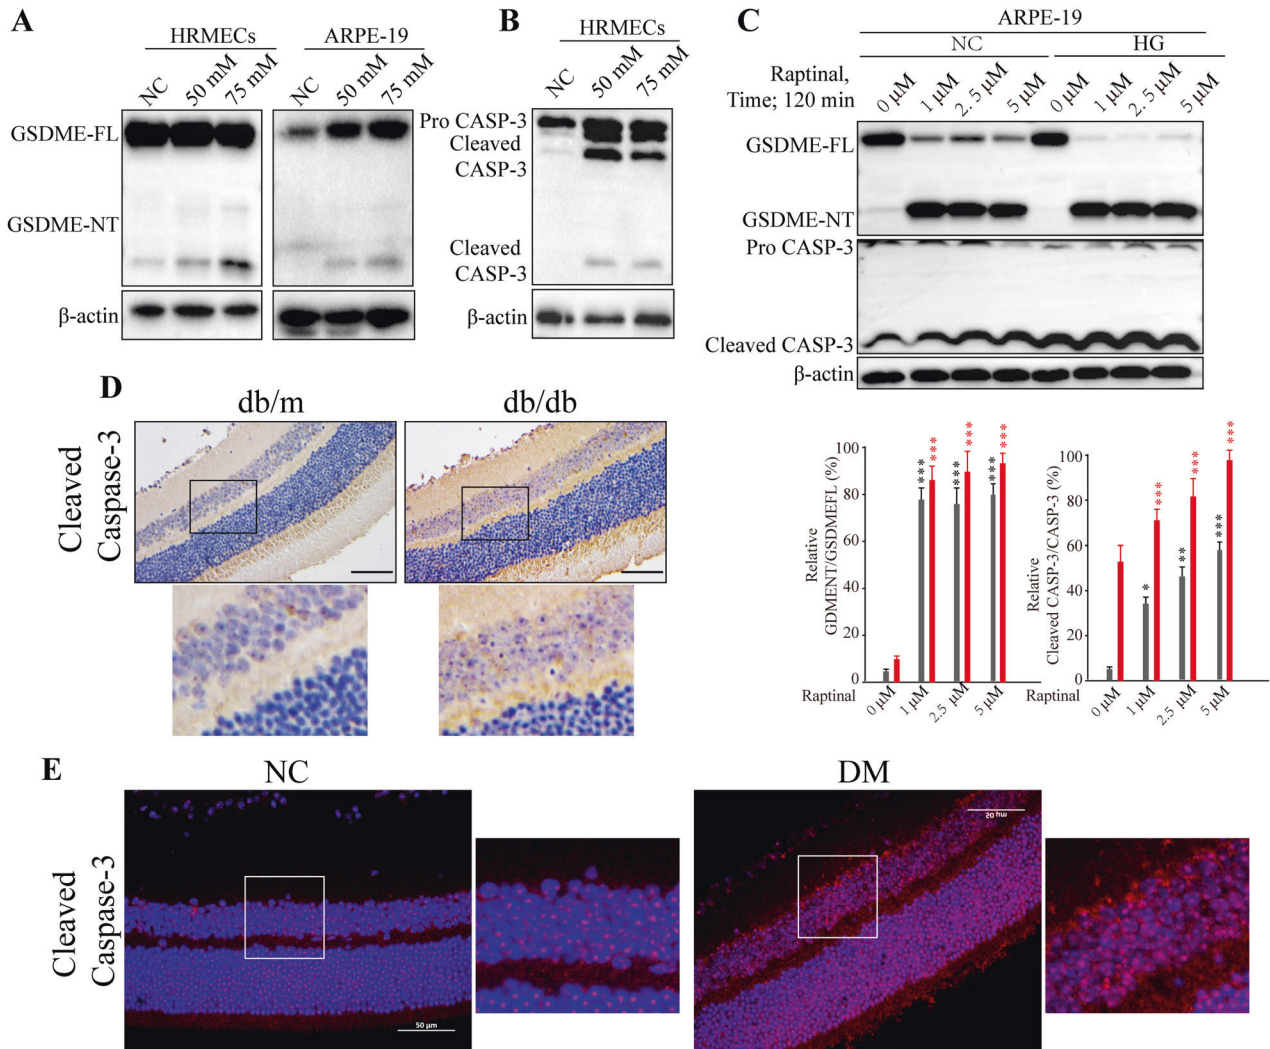 A
HRMECs
ARPE-19
NC
50 mM
75 mM
NC
50 mM
75 mM
GSDME-FL
GSDME-NT
β-actin
B
HRMECs
NC
50 mM
75 mM
Pro CASP-3
Cleaved
CASP-3
Cleaved
CASP-3
β-actin
C
ARPE-19
NC
HG
Raptinal,
Time; 120 min
0 μM
1 μM
2. 5 μM
5 μM
0 μM
1 μM
2. 5 μM
5 μM
GSDME-FL
GSDME-NT
Pro CASP-3
Cleaved CASP-3
β-actin
Relative
GDMENT/GSDMEFL (%)
100
80
60
40
20
0
***
***
***
***
***
***
Raptinal
0 μM
1 μM
2.5 μM
5 μM
Relative
Cleaved CASP-3/CASP-3 (%)
100
80
60
40
20
0
*
***
**
***
***
***
Raptinal
0 μM
1 μM
2.5 μM
5 μM
D
db/m
db/db
Cleaved
Caspase-3
E
NC
DM
Cleaved
Caspase-3
50 μm
20 μm